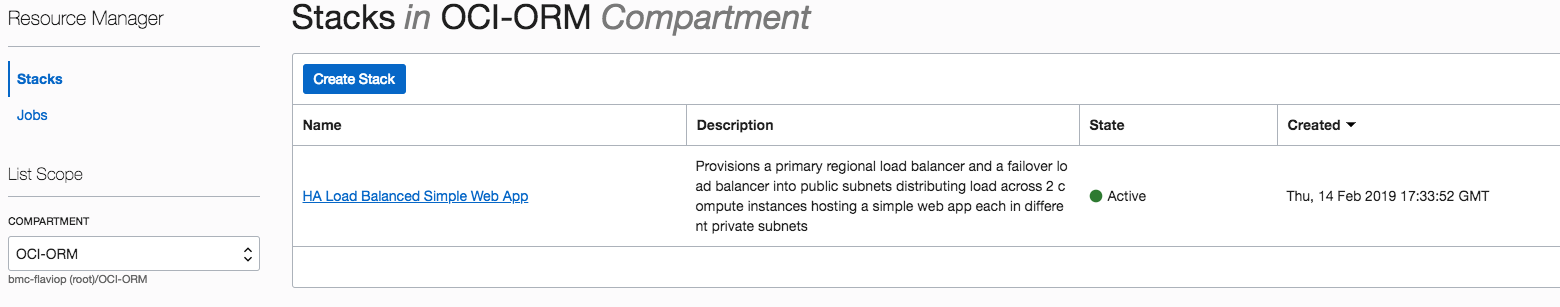 Resource Manager
Stacks
Jobs
List Scope
COMPARTMENT
OCI-ORM
bmc-flaviop (root)/OCI-ORM
Stacks in OCI-ORM Compartment
Create Stack
Name Description State Created
HA Load Balanced Simple Web App
Provisions a primary regional load balancer and a failover lo
ad balancer into public subnets distributing load across 2 c
ompute instances hosting a simple web app each in differe
nt private subnets
Active
Thu, 14 Feb 2019 17:33:52 GMT